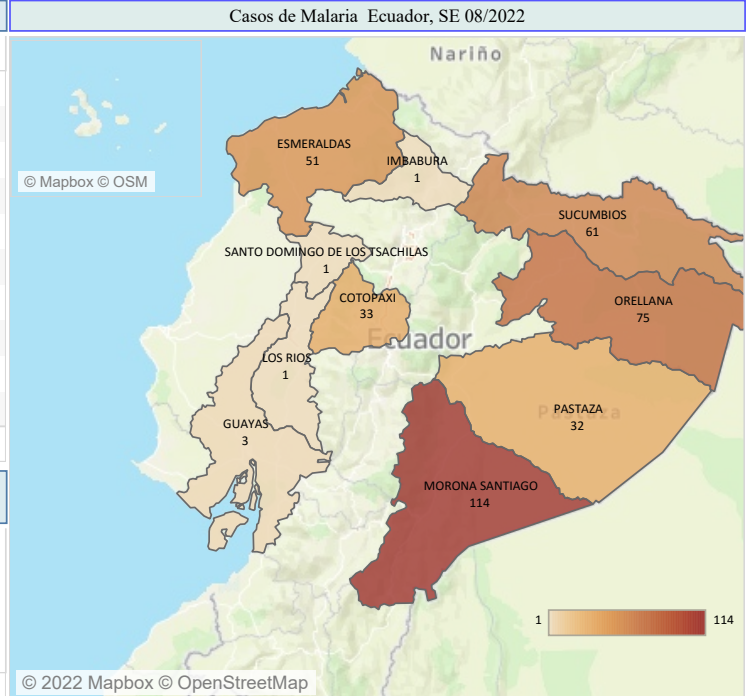 Casos de Malaria Ecuador, SE 08/2022
Nariño
© Mapbox © OSM
ESMERALDAS
51
IMBABURA
1
SUCUMBIOS
61
SANTO DOMINGO DE LOS TSACHILAS
1
COTOPAXI
33
ORELLANA
75
Ecuador
LOS RIOS
1
PASTAZA
Pastaza
32
GUAYAS
3
MORONA SANTIAGO
114
1
114
© 2022 Mapbox © OpenStreetMap